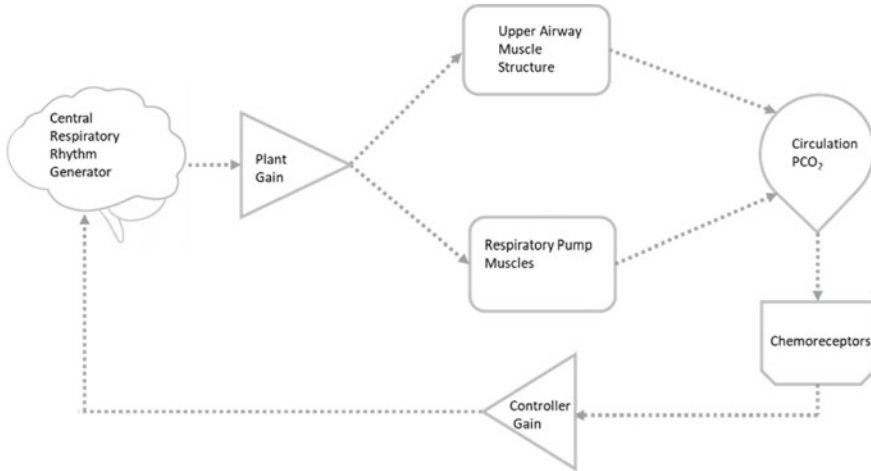 Central
Respiratory
Rhythm
Generator
Plant
Gain
Upper Airway
Muscle
Structure
Respiratory Pump
Muscles
Circulation
PCO₂
Chemoreceptors
Controller
Gain